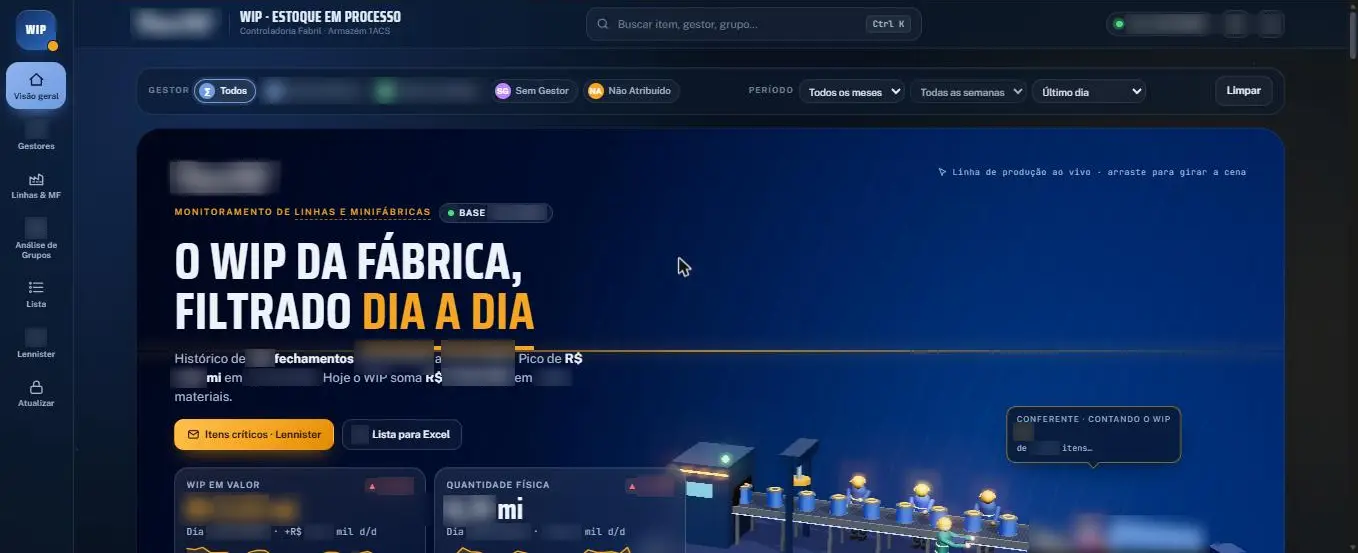 WIP
WIP - ESTOQUE EM PROCESSO
Controladoria Fabril · Armazém 1ACS
Buscar item, gestor, grupo...
Ctrl K
Visão geral
Gestores
Linhas & MF
Análise de
Grupos
Lista
Lennister
Atualizar
GESTOR
Σ Todos
SG Sem Gestor
NA Não Atribuído
PERÍODO
Todos os meses
Todas as semanas
Último dia
Limpar
Linha de produção ao vivo · arraste para girar a cena
MONITORAMENTO DE LINHAS E MINIFÁBRICAS
BASE
O WIP DA FÁBRICA,
FILTRADO DIA A DIA
Histórico de fechamentos a Pico de R$
mi em Hoje o WIP soma R$ em
materiais.
Itens críticos · Lennister
Lista para Excel
CONFERENTE · CONTANDO O WIP
de itens…
WIP EM VALOR
▲
Dia · +R$ mil d/d
QUANTIDADE FÍSICA
▲
mi
Dia · mil d/d